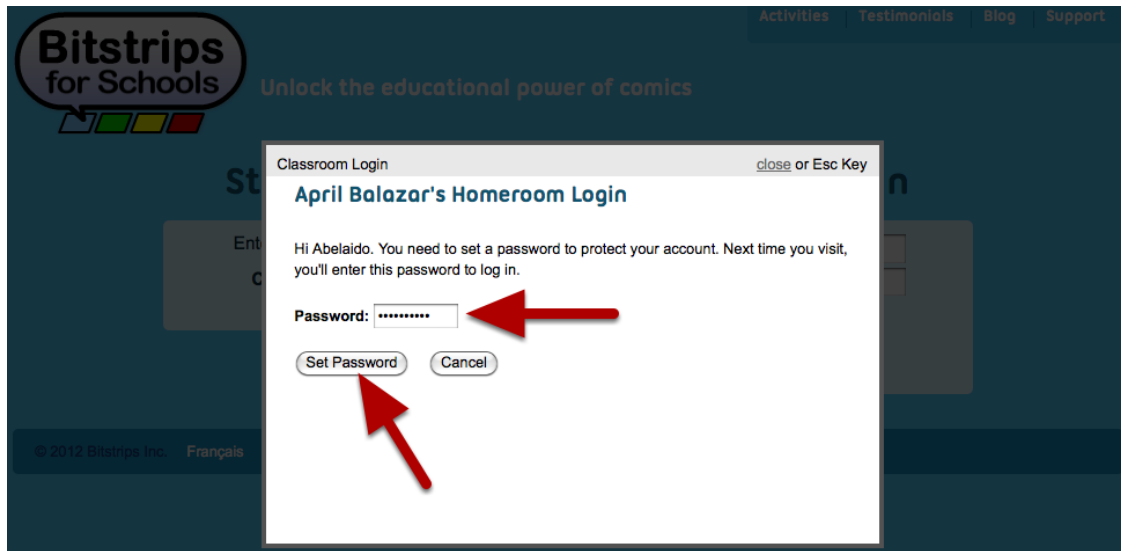 Activities Testimonials Blog Support
Bitstrips
for Schools
Unlock the educational power of comics
Classroom Login close or Esc Key
April Balazar's Homeroom Login
Hi Abelaido. You need to set a password to protect your account. Next time you visit,
you'll enter this password to log in.
Password: ••••••••••
Set Password Cancel
© 2012 Bitstrips Inc. Français